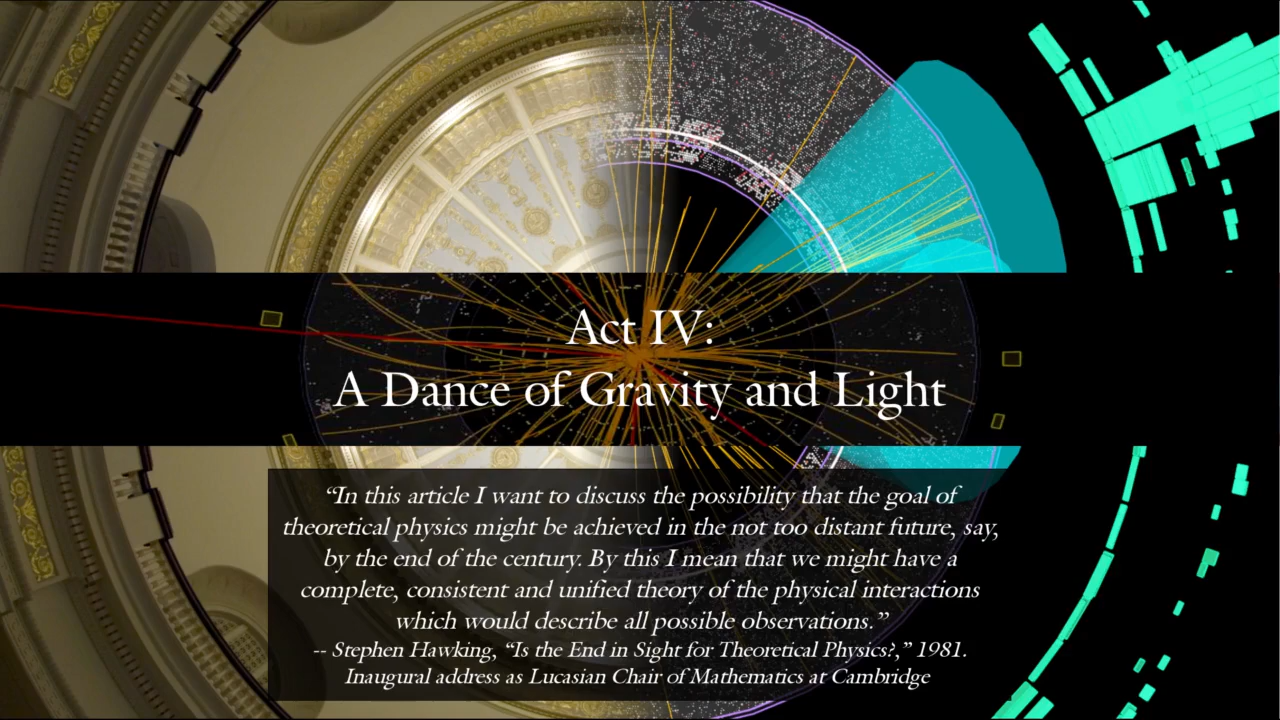 Act IV:
A Dance of Gravity and Light
“In this article I want to discuss the possibility that the goal of
theoretical physics might be achieved in the not too distant future, say,
by the end of the century. By this I mean that we might have a
complete, consistent and unified theory of the physical interactions
which would describe all possible observations.”
-- Stephen Hawking, “Is the End in Sight for Theoretical Physics?,” 1981.
Inaugural address as Lucasian Chair of Mathematics at Cambridge